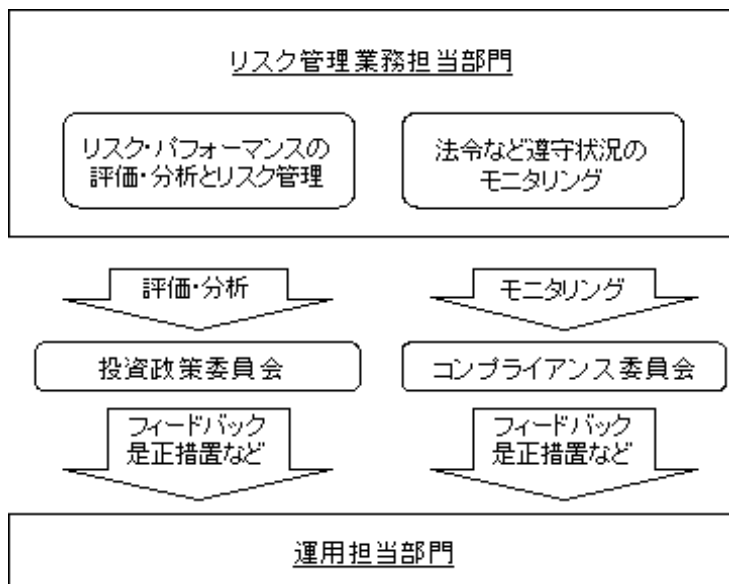 リスク管理業務担当部門
リスク・パフォーマンスの
評価・分析とリスク管理
法令など遵守状況の
モニタリング
評価・分析
モニタリング
投資政策委員会
コンプライアンス委員会
フィードバック
是正措置など
フィードバック
是正措置など
運用担当部門